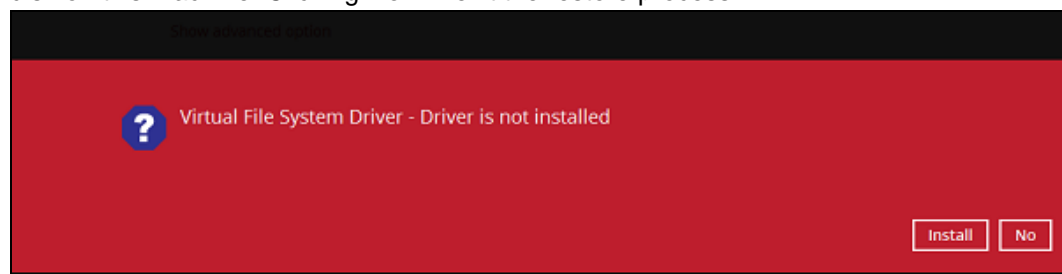 Show advanced option
Virtual File System Driver - Driver is not installed
Install No